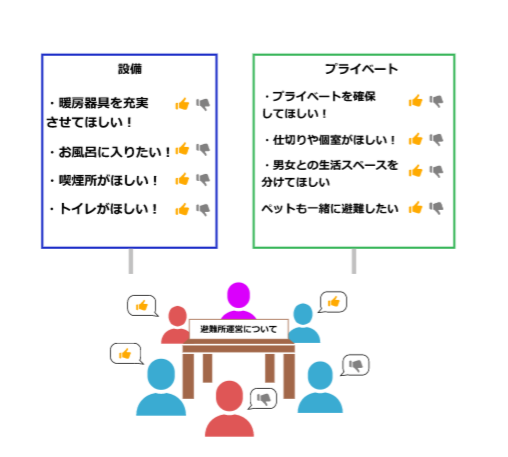 設備
・暖房器具を充実
させてほしい！
・お風呂に入りたい！
・喫煙所がほしい！
・トイレがほしい！
プライベート
・プライベートを確保
してほしい！
・仕切りや個室がほしい！
・男女との生活スペースを
分けてほしい
ペットも一緒に避難したい
避難所運営について